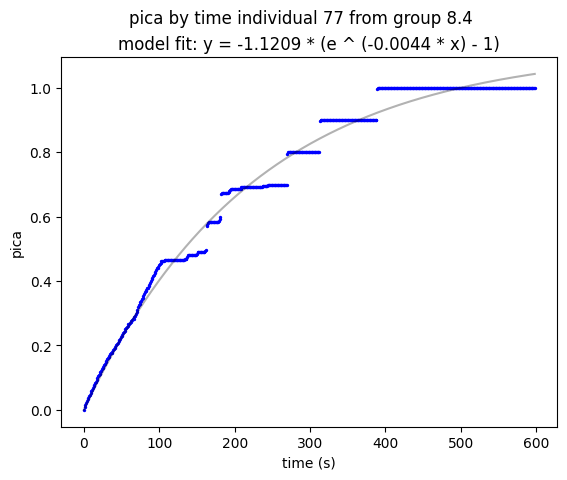 pica by time individual 77 from group 8.4
model fit: y = -1.1209 * (e ^ (-0.0044 * x) - 1)
1.0
0.8
0.6
0.4
0.2
0.0
pica
0 100 200 300 400 500 600
time (s)